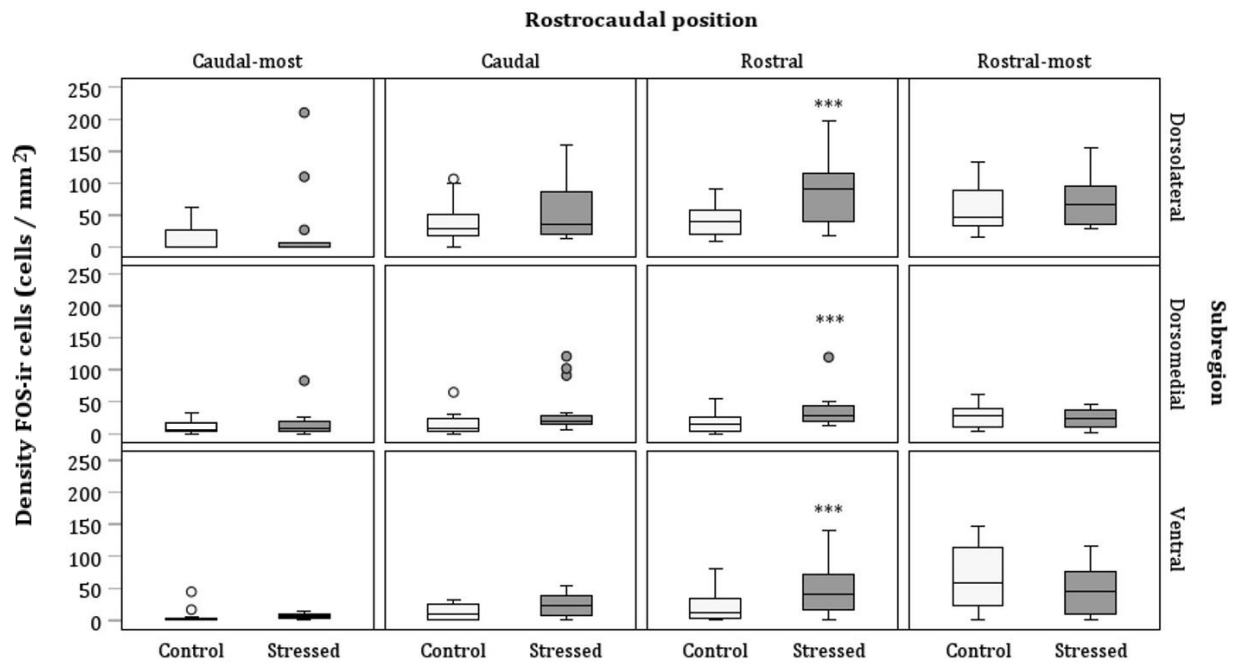 Rostrocaudal position
Caudal-most Caudal Rostral Rostral-most
Density FOS-ir cells (cells / mm 2)
250
200
150
100
50
0
***
Dorsolateral
250
200
150
100
50
0
***
Dorsomedial
Subregion
250
200
150
100
50
0
***
Ventral
Control Stressed Control Stressed Control Stressed Control Stressed